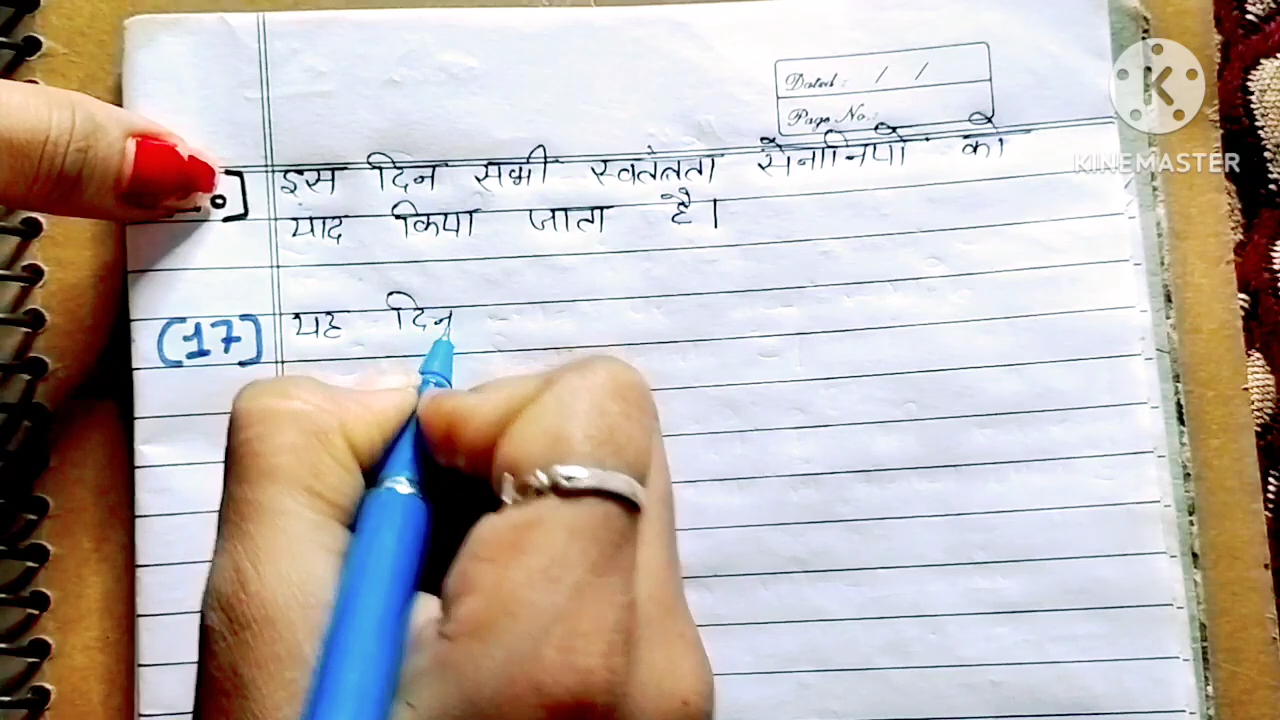 Dated : / /
Page No.:
KINEMASTER
इस दिन सभी स्वतंत्रता सेनानियों को
याद किया जाता है।
(17) यह दिन